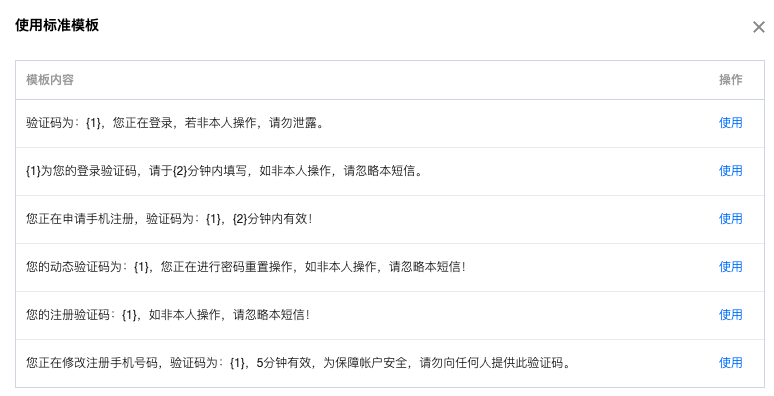 使用标准模板
模板内容 操作
验证码为：{1}，您正在登录，若非本人操作，请勿泄露。 使用
{1}为您的登录验证码，请于{2}分钟内填写，如非本人操作，请忽略本短信。 使用
您正在申请手机注册，验证码为：{1}，{2}分钟内有效！ 使用
您的动态验证码为：{1}，您正在进行密码重置操作，如非本人操作，请忽略本短信！ 使用
您的注册验证码：{1}，如非本人操作，请忽略本短信！ 使用
您正在修改注册手机号码，验证码为：{1}，5分钟有效，为保障帐户安全，请勿向任何人提供此验证码。 使用